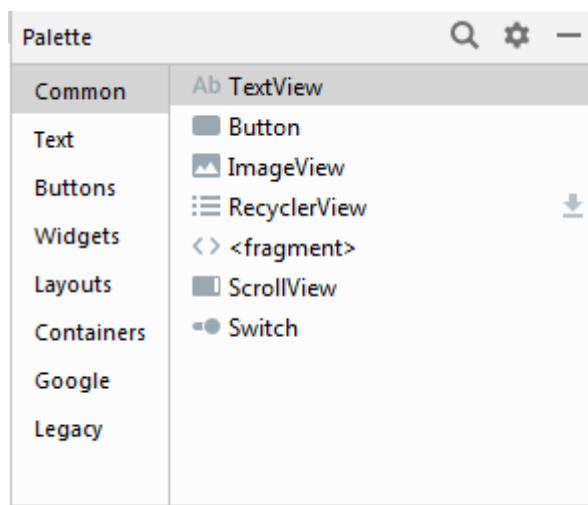 Palette
Common
Text
Buttons
Widgets
Layouts
Containers
Google
Legacy
Ab TextView
Button
ImageView
RecyclerView
<fragment>
ScrollView
Switch